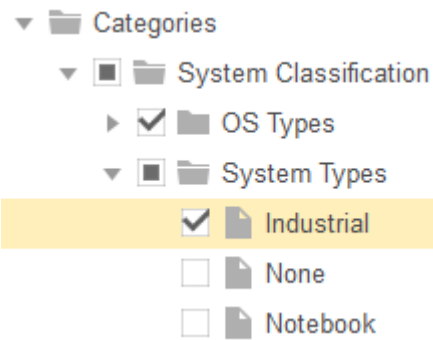 Categories
System Classification
OS Types
System Types
Industrial
None
Notebook